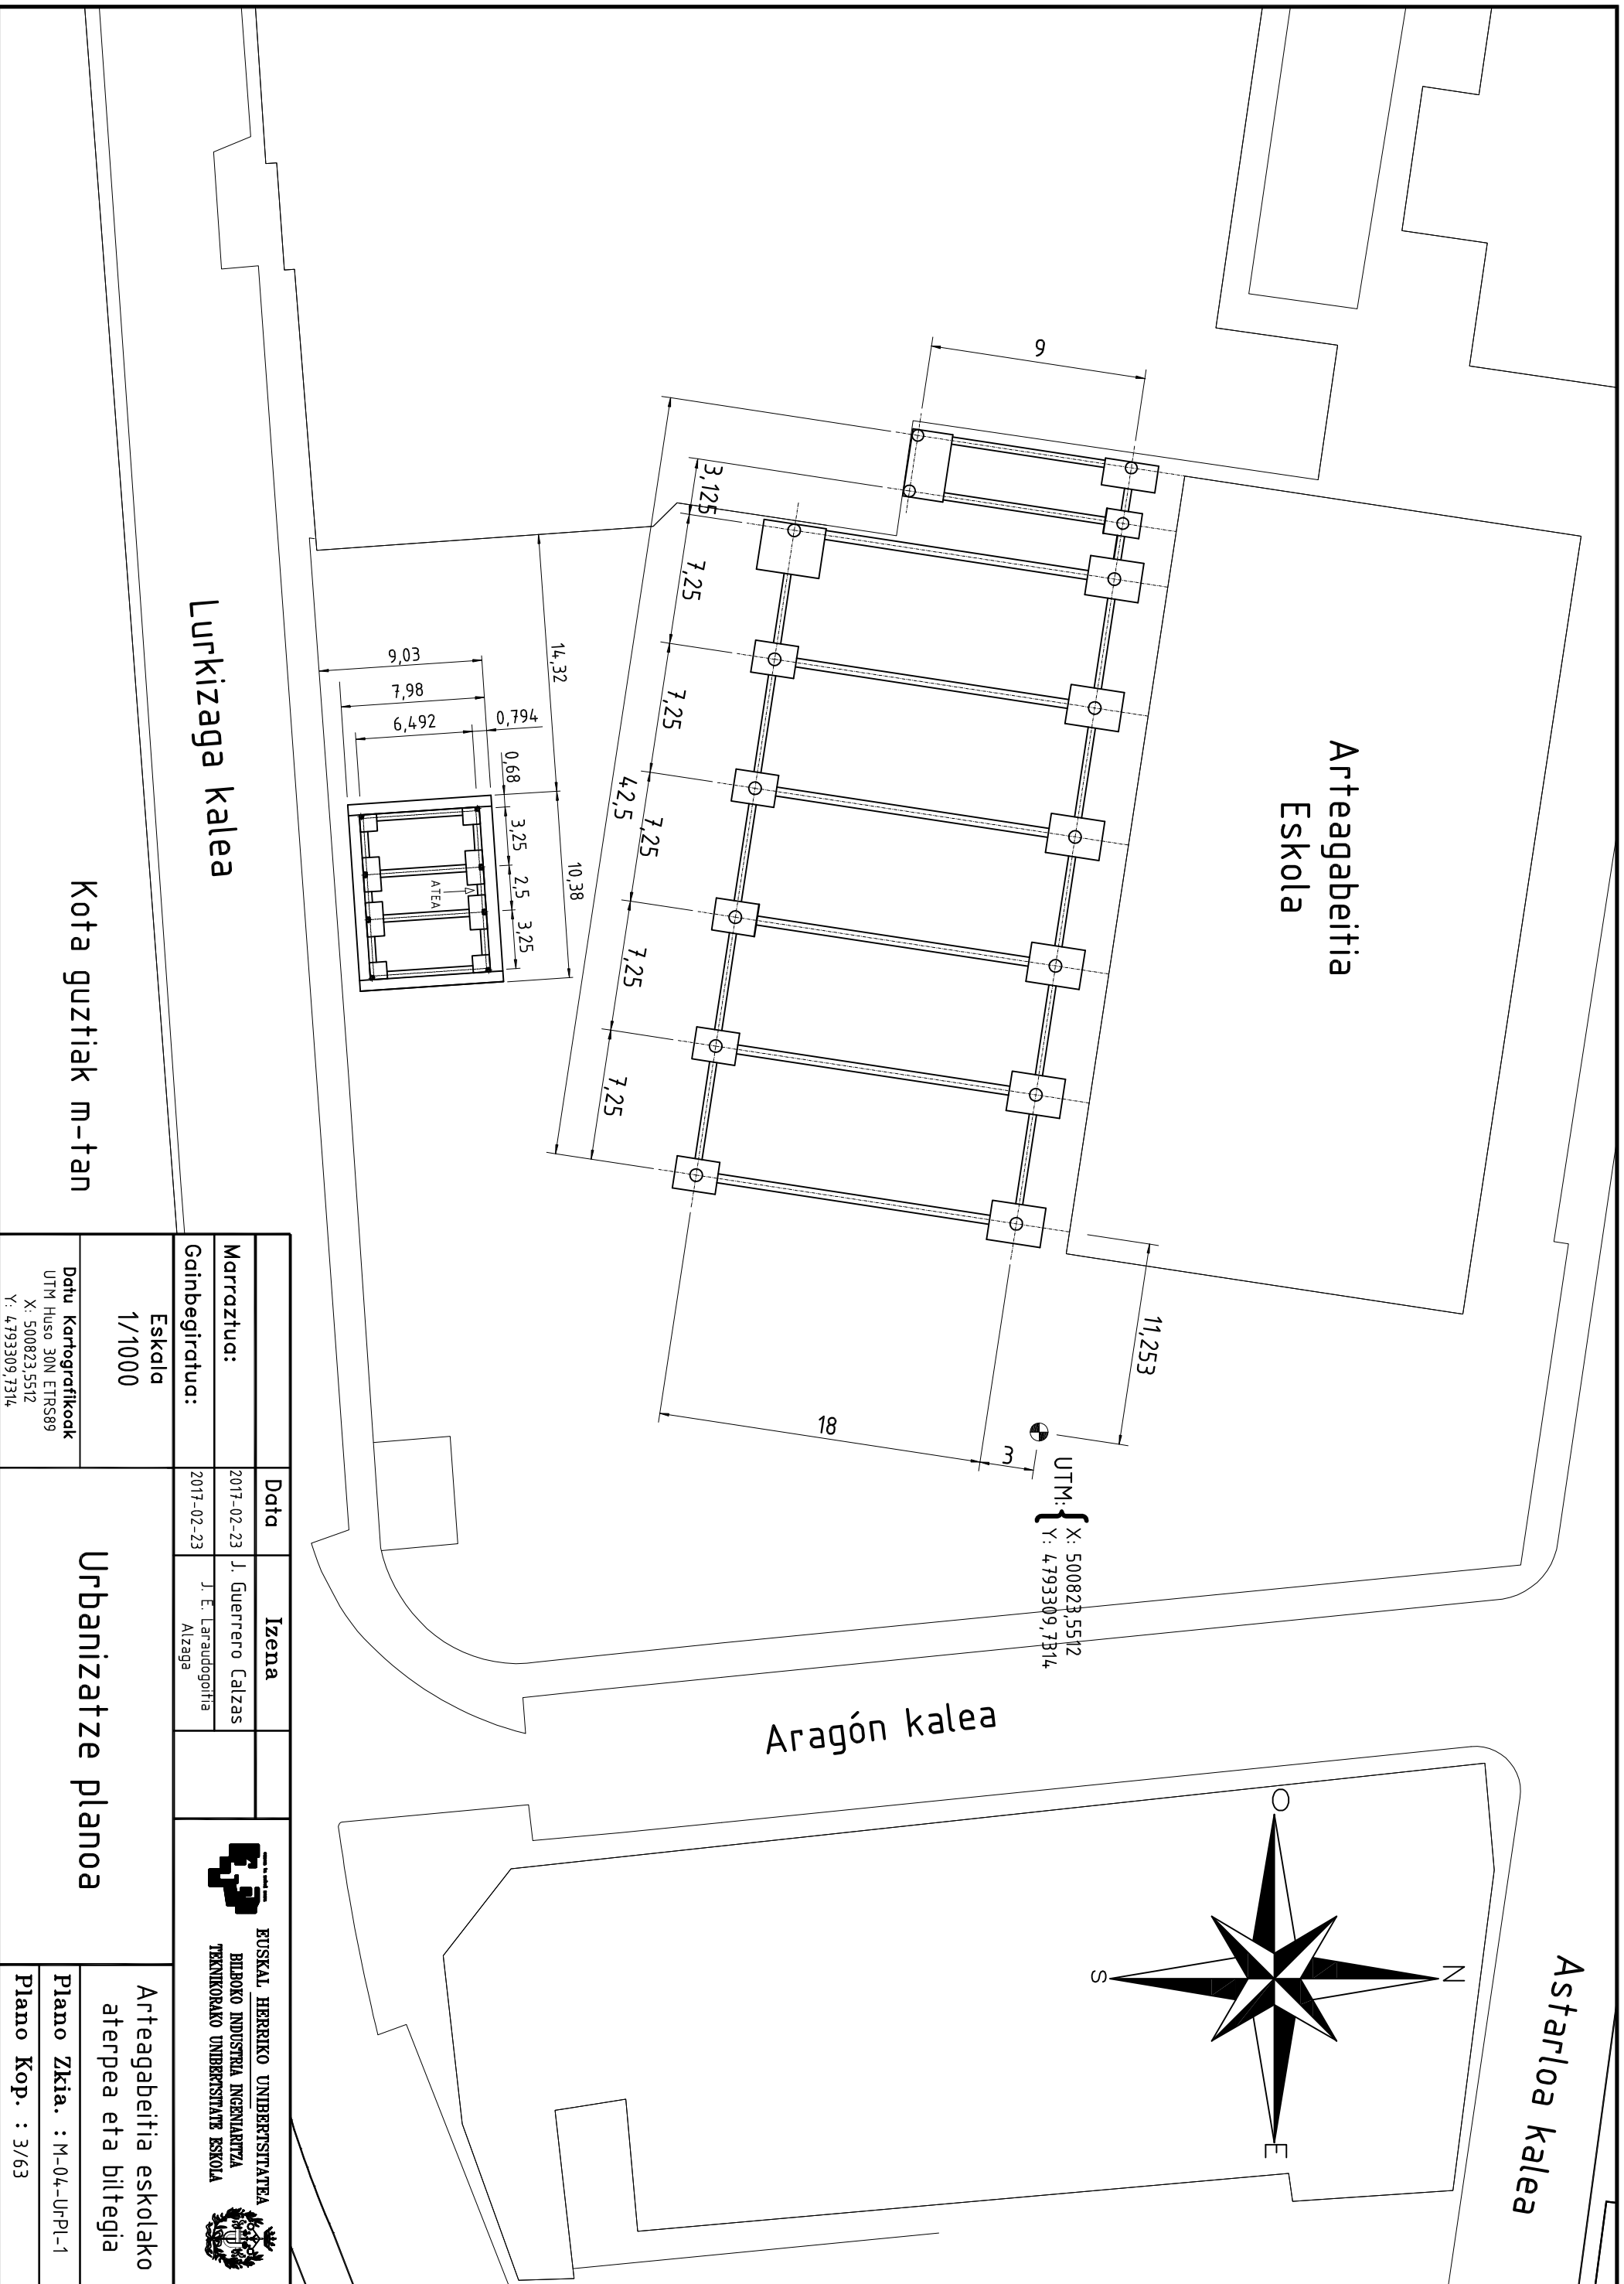 Astarloa kalea
N
O
E
S
Arteagabeitia
Eskola
11,253
9
UTM:
X: 500823,5512
Y: 4793309,7314
3
18
Aragón kalea
3,125
7,25
7,25
7,25
7,25
7,25
42,5
14,32
10,38
0,68
3,25
2,5
3,25
0,794
9,03
7,98
6,492
ATEA
Lurkizaga kalea
Kota guztiak m-tan
Data
Izena
Marraztua:
2017-02-23
J. Guerrero Calzas
Gainbegiratua:
2017-02-23
J. E. Laraudogoitia
Alzaga
EUSKAL HERRIKO UNIBERTSITATEA
BILBOKO INDUSTRIA INGENIARITZA
TEKNIKORAKO UNIBERTSITATE ESKOLA
Eskala
1/1000
Datu Kartografikoak
UTM Huso 30N ETRS89
X: 500823,5512
Y: 4793309,7314
Urbanizatze planoa
Arteagabeitia eskolako
aterpea eta biltegia
Plano Zkia. : M-04-UrPl-1
Plano Kop. : 3/63